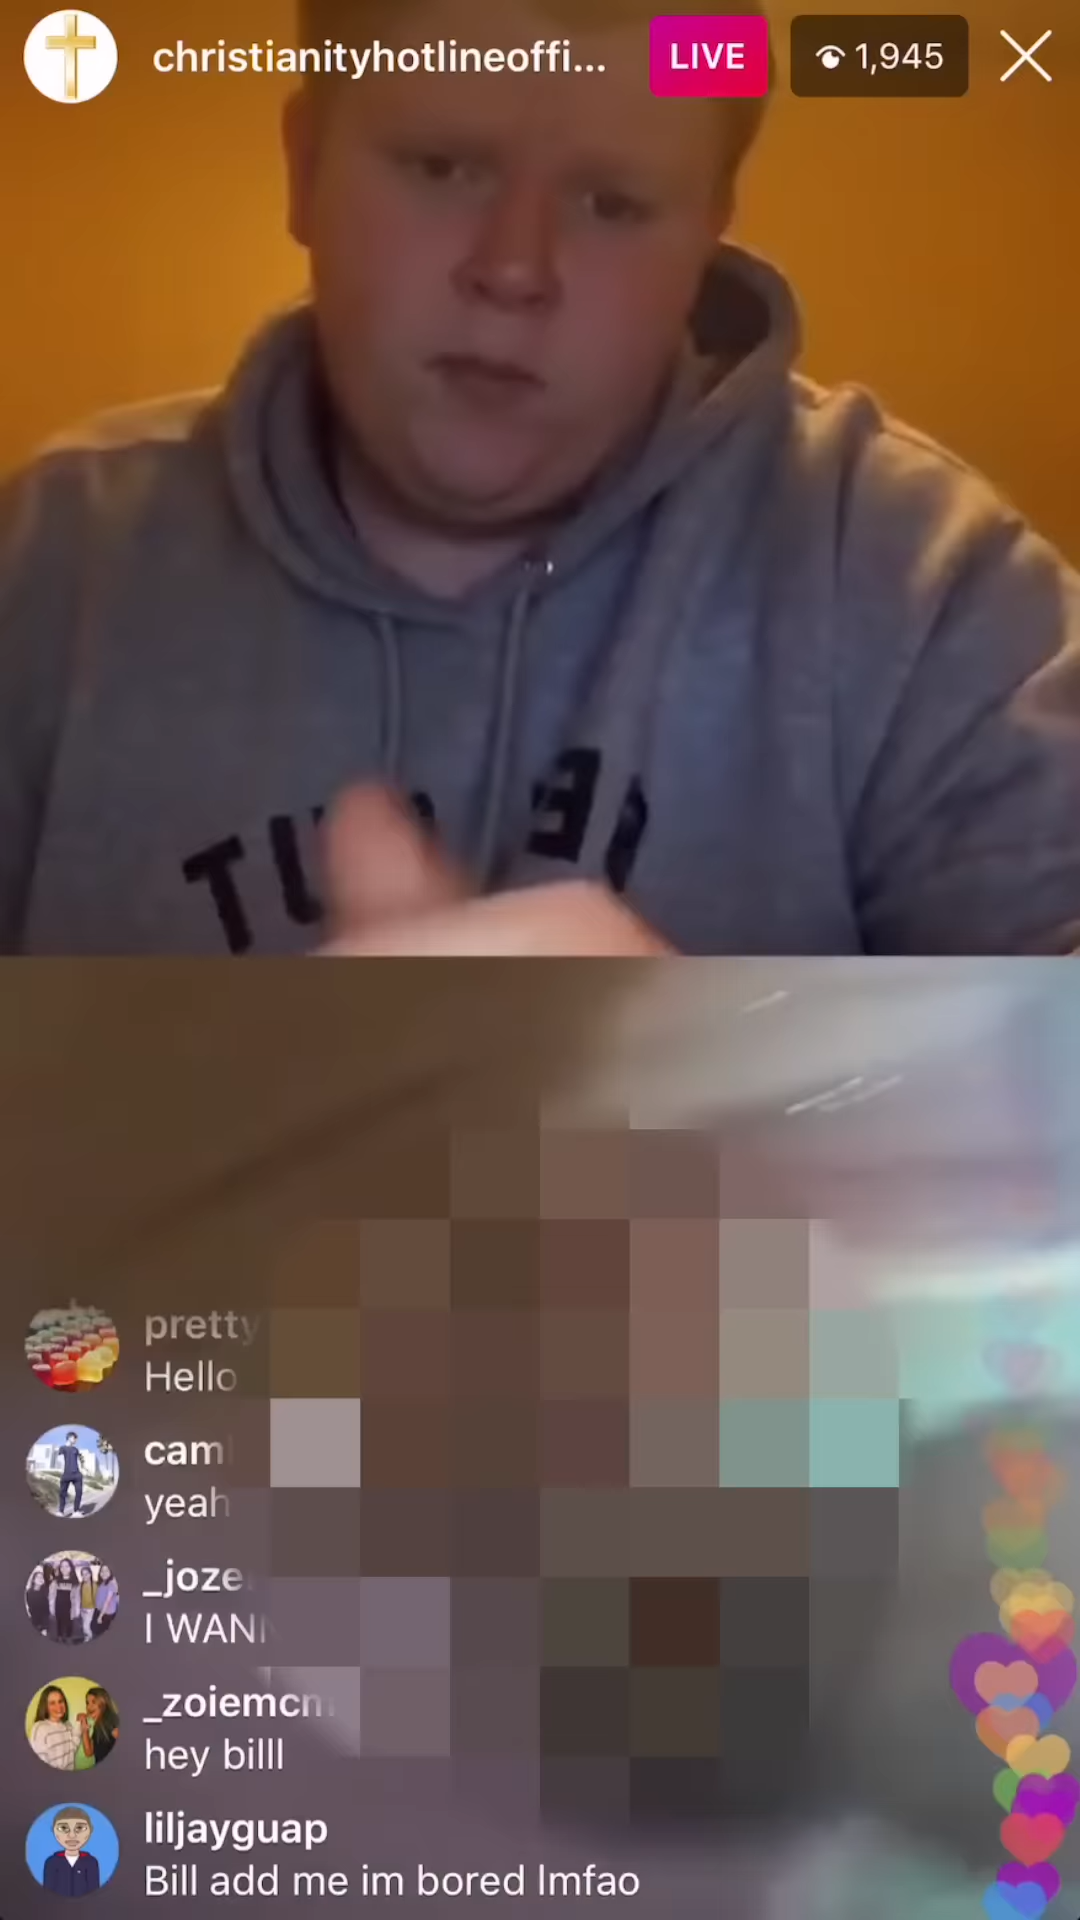 christianityhotlineoffi...
LIVE
1,945
pretty
Hello
cam
yeah
_joze
I WAN
_zoiemcm
hey billl
liljayguap
Bill add me im bored lmfao